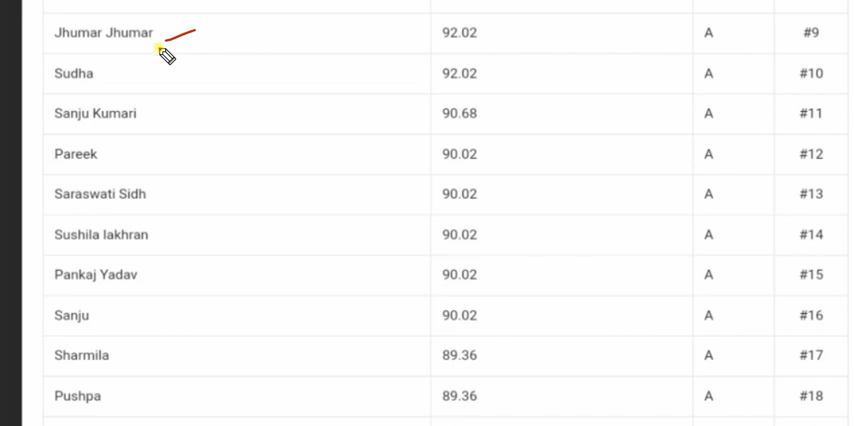 Jhumar Jhumar 92.02 A #9
Sudha 92.02 A #10
Sanju Kumari 90.68 A #11
Pareek 90.02 A #12
Saraswati Sidh 90.02 A #13
Sushila lakhran 90.02 A #14
Pankaj Yadav 90.02 A #15
Sanju 90.02 A #16
Sharmila 89.36 A #17
Pushpa 89.36 A #18